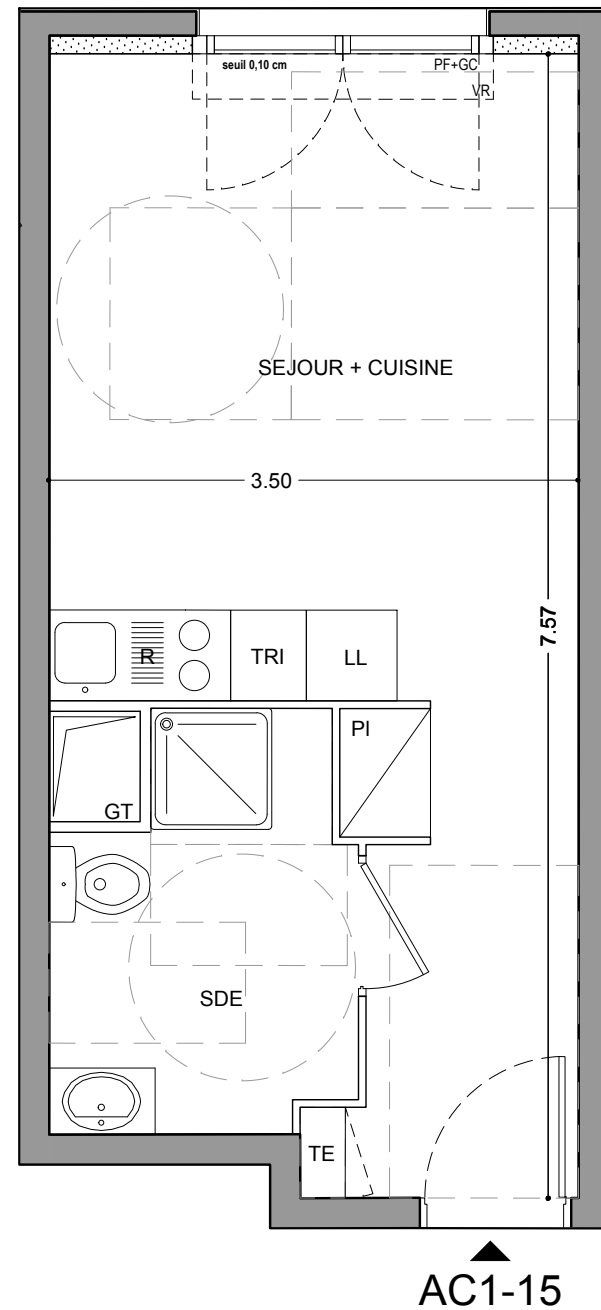 seuil 0,10 cm
PF+GC
VR
SEJOUR + CUISINE
3.50
7.57
R
TRI
LL
PI
GT
SDE
TE
AC1-15